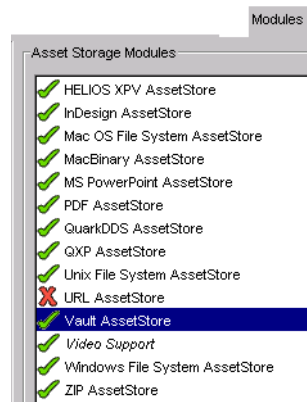 Modules
Asset Storage Modules
HELIOS XPV AssetStore
InDesign AssetStore
Mac OS File System AssetStore
MacBinary AssetStore
MS PowerPoint AssetStore
PDF AssetStore
QuarkDDS AssetStore
QXP AssetStore
Unix File System AssetStore
URL AssetStore
Vault AssetStore
Video Support
Windows File System AssetStore
ZIP AssetStore